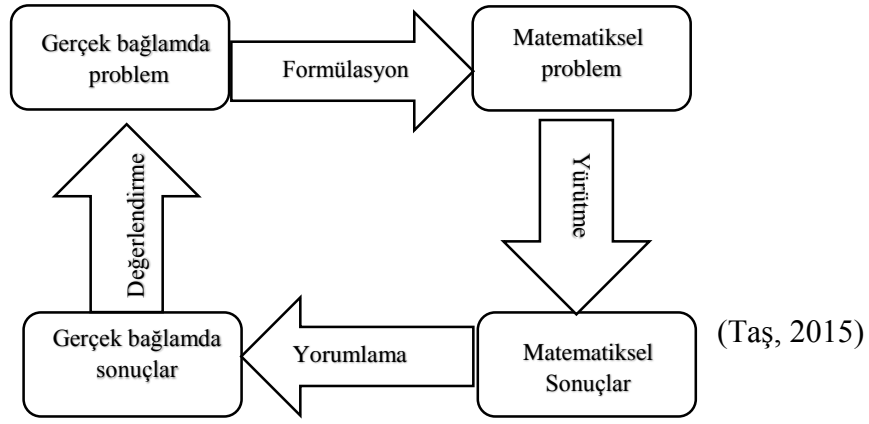 Gerçek bağlamda
problem
Formülasyon
Matematiksel
problem
Yürütme
Matematiksel
Sonuçlar
Yorumlama
Gerçek bağlamda
sonuçlar
Değerlendirme
(Taş, 2015)